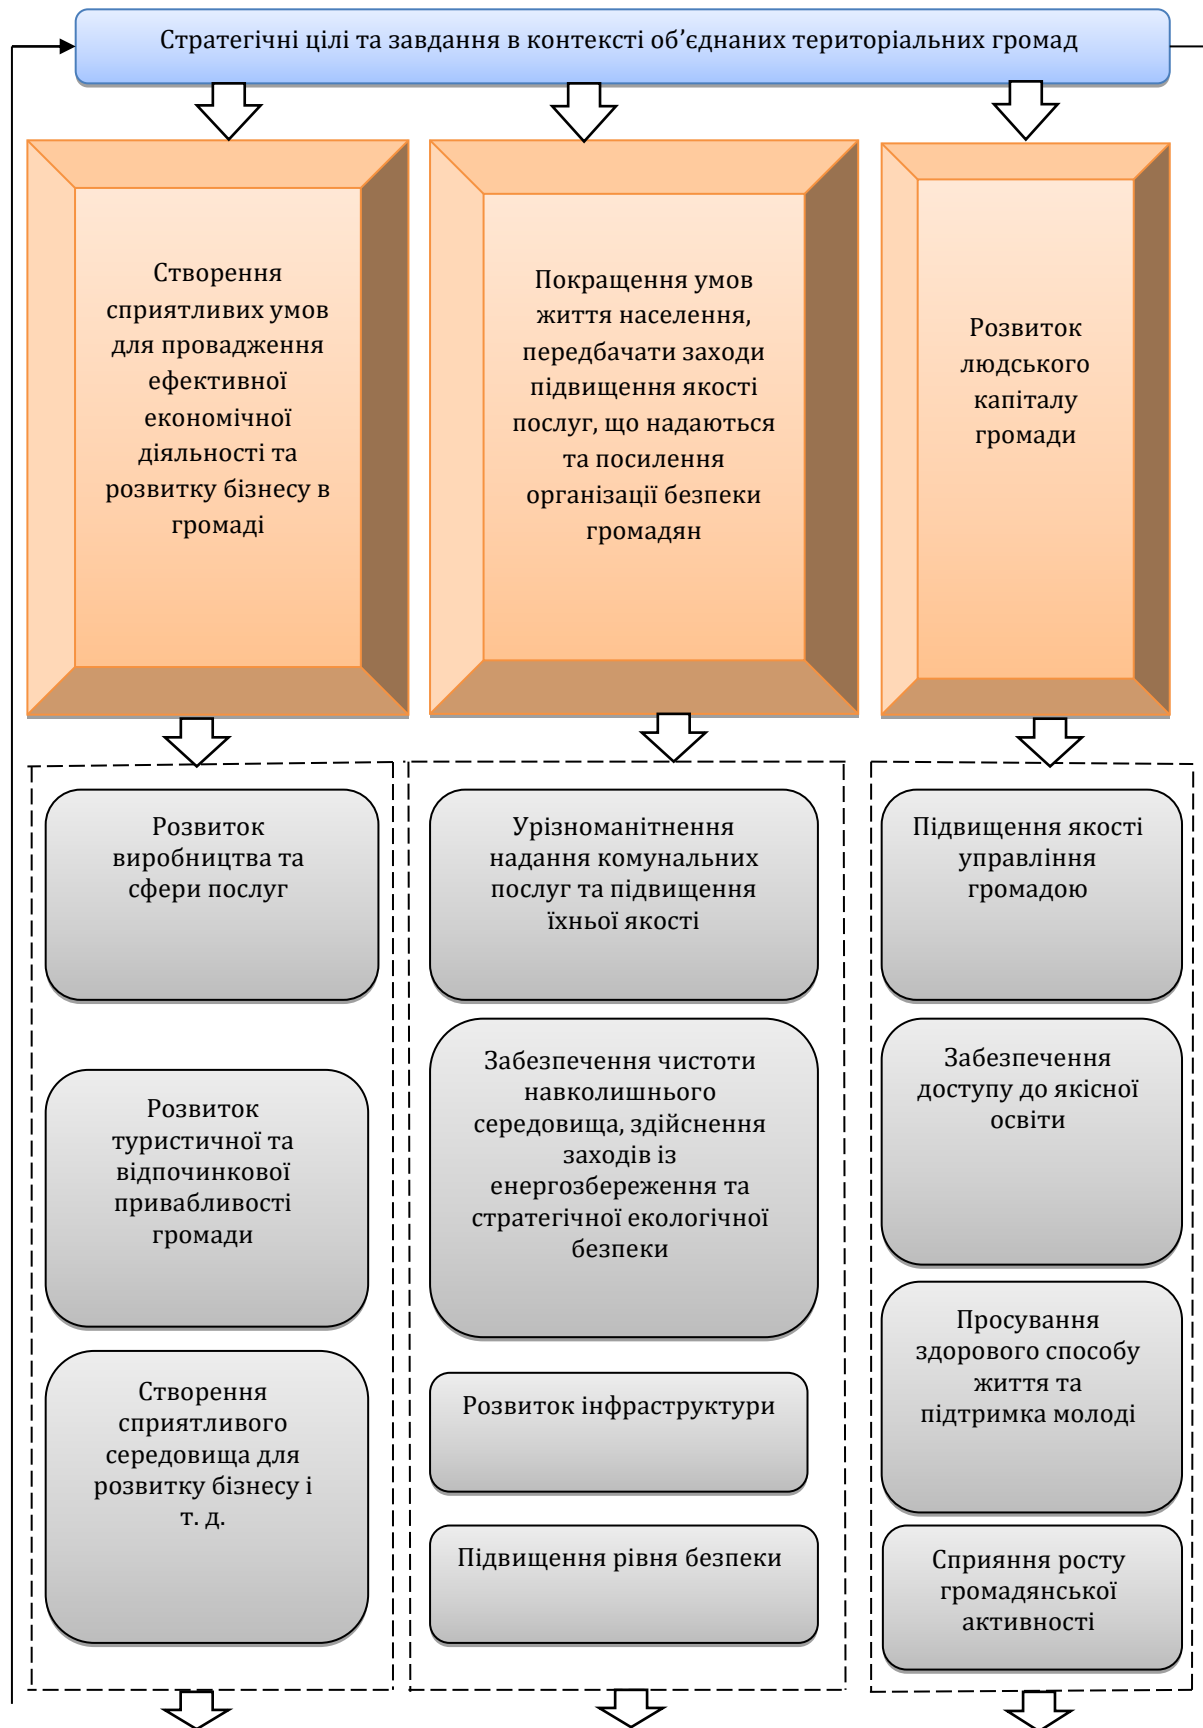 Стратегічні цілі та завдання в контексті об’єднаних територіальних громад
Створення
сприятливих умов
для провадження
ефективної
економічної
діяльності та
розвитку бізнесу в
громаді
Покращення умов
життя населення,
передбачати заходи
підвищення якості
послуг, що надаються
та посилення
організації безпеки
громадян
Розвиток
людського
капіталу
громади
Розвиток
виробництва та
сфери послуг
Розвиток
туристичної та
відпочинкової
привабливості
громади
Створення
сприятливого
середовища для
розвитку бізнесу і
т. д.
Урізноманітнення
надання комунальних
послуг та підвищення
їхньої якості
Забезпечення чистоти
навколишнього
середовища, здійснення
заходів із
енергозбереження та
стратегічної екологічної
безпеки
Розвиток інфраструктури
Підвищення рівня безпеки
Підвищення якості
управління
громадою
Забезпечення
доступу до якісної
освіти
Просування
здорового способу
життя та
підтримка молоді
Сприяння росту
громадянської
активності